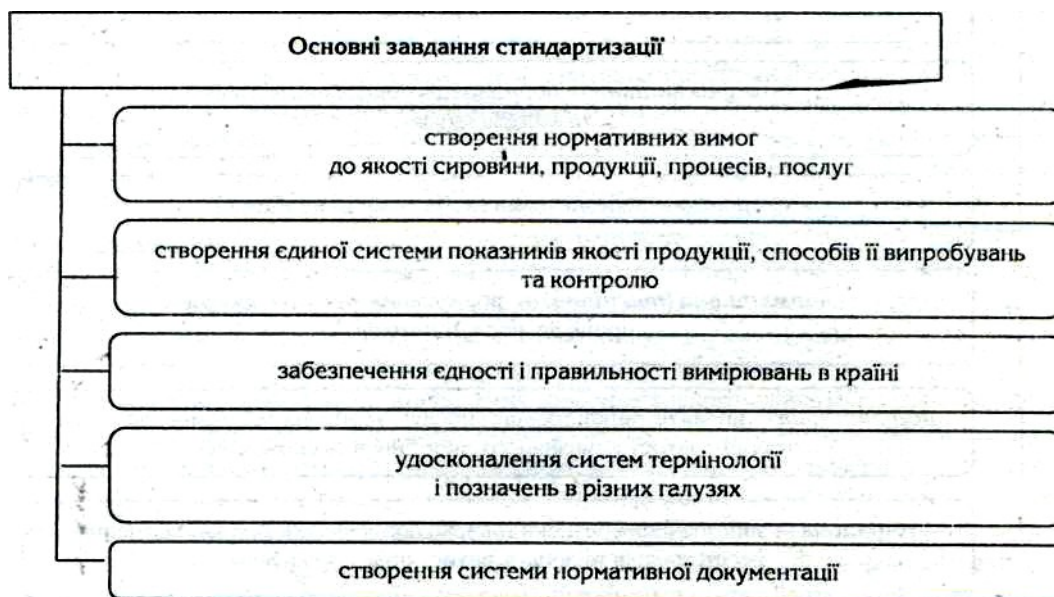 Основні завдання стандартизації
створення нормативних вимог
до якості сировини, продукції, процесів, послуг
створення єдиної системи показників якості продукції, способів її випробувань
та контролю
забезпечення єдності і правильності вимірювань в країні
удосконалення систем термінології
і позначень в різних галузях
створення системи нормативної документації